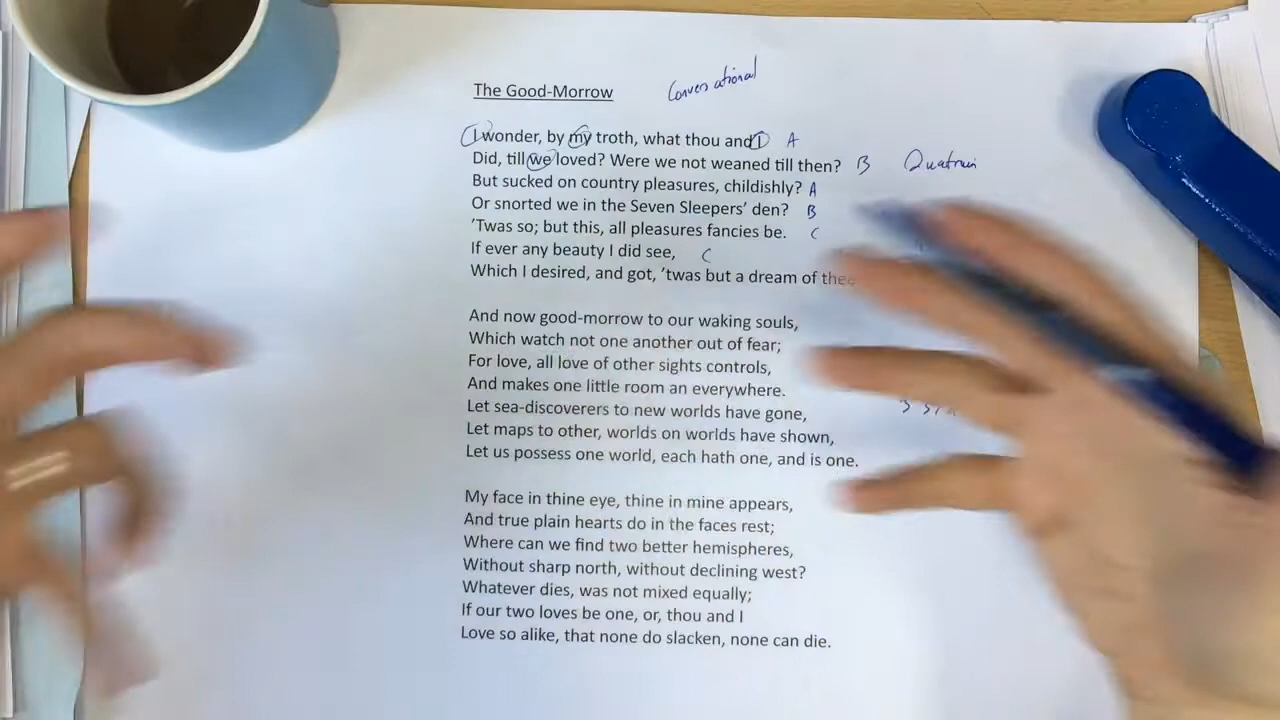 The Good-Morrow Conversational
I wonder, by my troth, what thou and I A
Did, till we loved? Were we not weaned till then? B Quatrain
But sucked on country pleasures, childishly? A
Or snorted we in the Seven Sleepers’ den? B
’Twas so; but this, all pleasures fancies be. C
If ever any beauty I did see, C
Which I desired, and got, ’twas but a dream of thee
And now good-morrow to our waking souls,
Which watch not one another out of fear;
For love, all love of other sights controls,
And makes one little room an everywhere.
Let sea-discoverers to new worlds have gone,
Let maps to other, worlds on worlds have shown,
Let us possess one world, each hath one, and is one.
My face in thine eye, thine in mine appears,
And true plain hearts do in the faces rest;
Where can we find two better hemispheres,
Without sharp north, without declining west?
Whatever dies, was not mixed equally;
If our two loves be one, or, thou and I
Love so alike, that none do slacken, none can die.